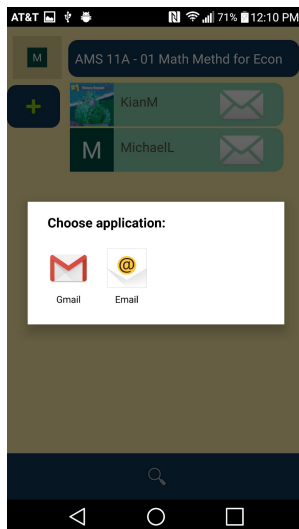 AT&T 71% 12:10 PM
M AMS 11A - 01 Math Methd for Econ
+ KianM
M MichaelL
Choose application:
@
Gmail Email